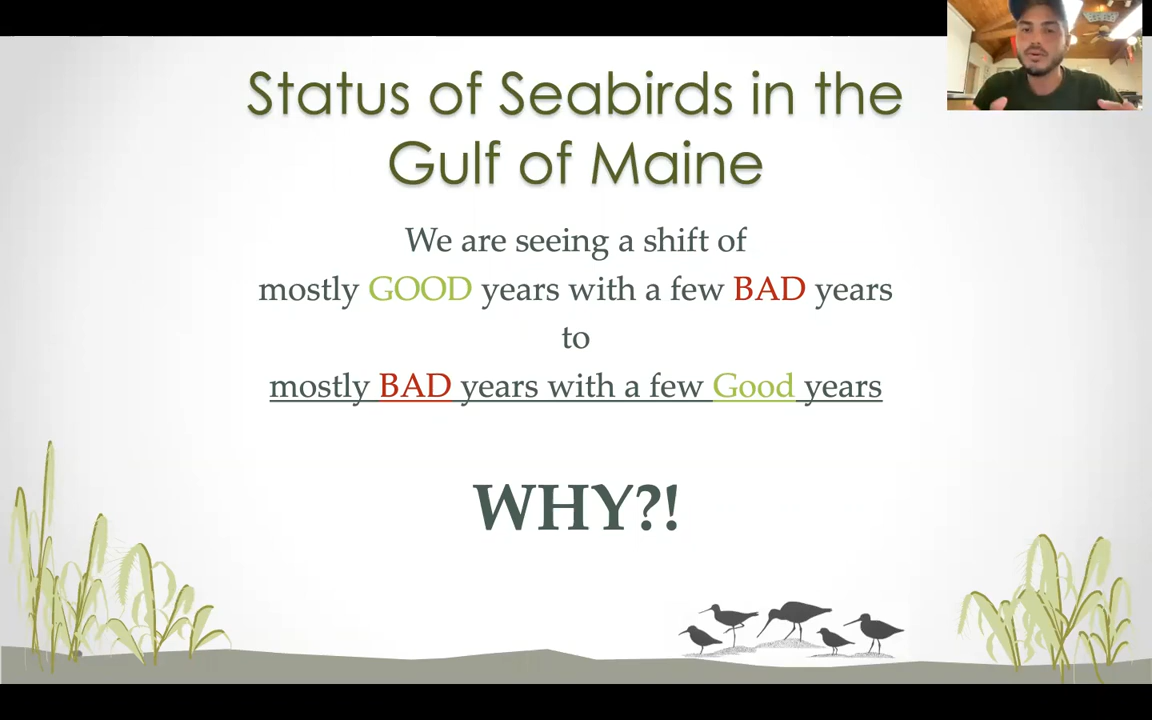 Status of Seabirds in the
Gulf of Maine
We are seeing a shift of
mostly GOOD years with a few BAD years
to
mostly BAD years with a few Good years
WHY?!